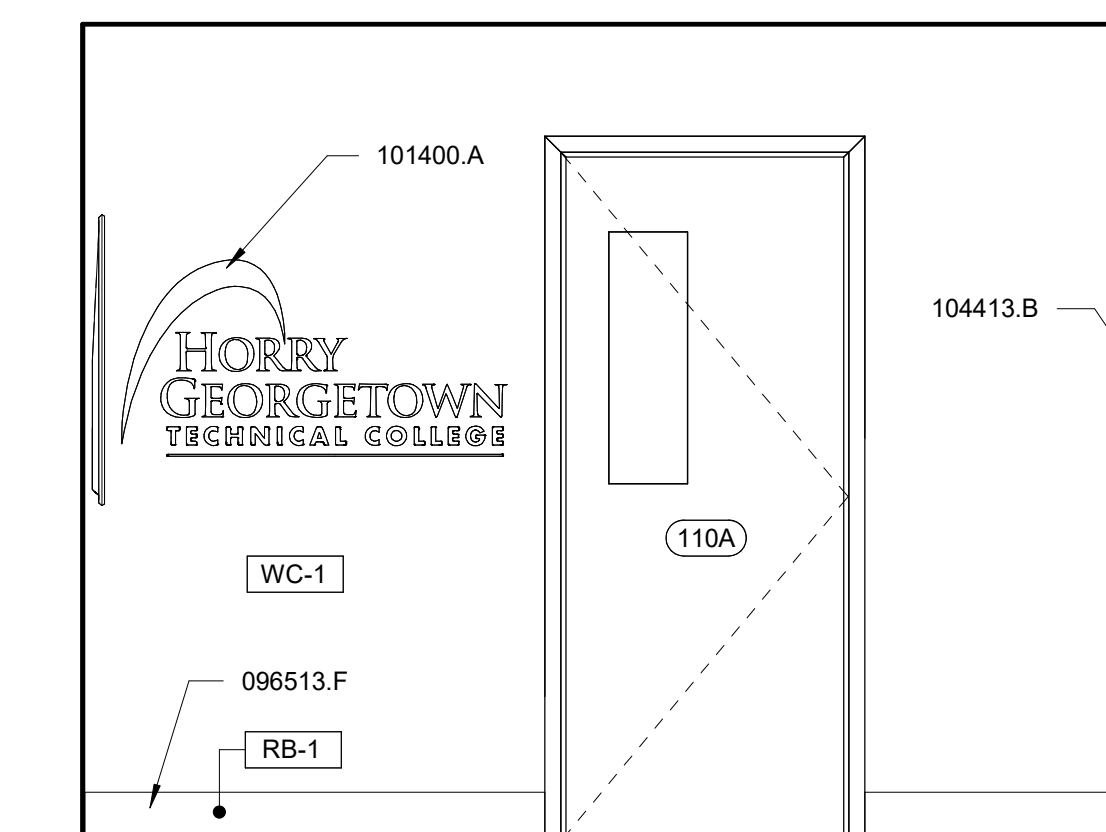 101400.A
104413.B
HORRY
GEORGETOWN
TECHNICAL COLLEGE
110A
WC-1
096513.F
RB-1